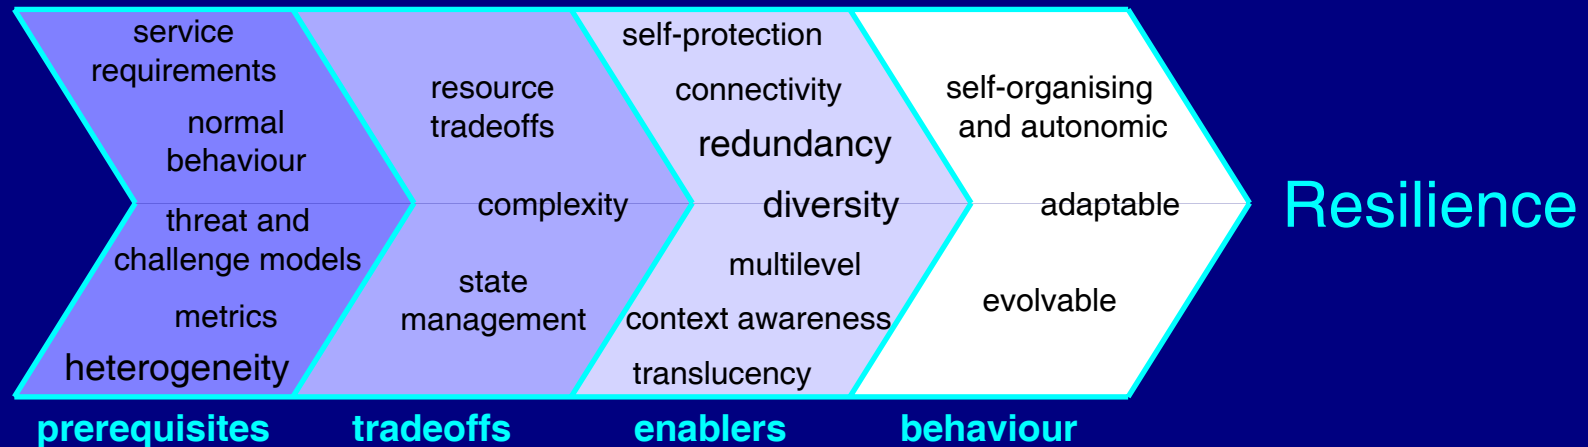 service
requirements
normal
behaviour
threat and
challenge models
metrics
heterogeneity
resource
tradeoffs
complexity
state
management
self-protection
connectivity
redundancy
diversity
multilevel
context awareness
translucency
self-organising
and autonomic
adaptable
evolvable
Resilience
prerequisites
tradeoffs
enablers
behaviour